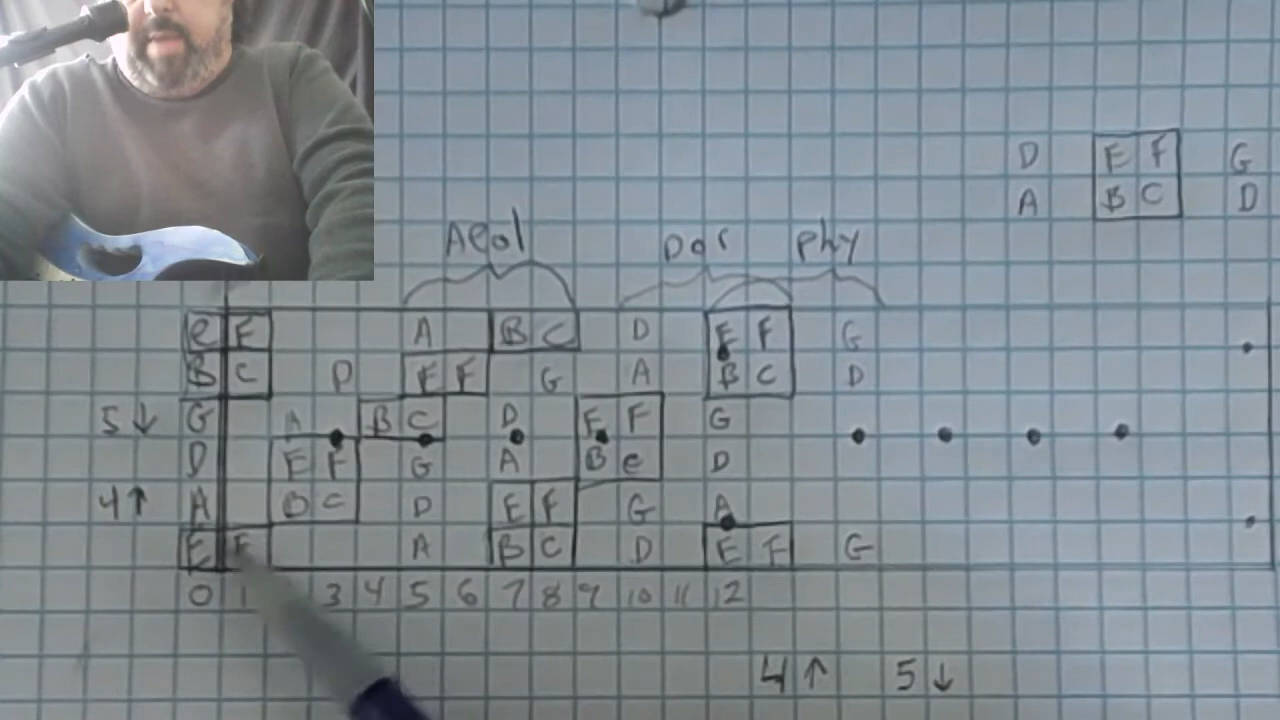 D E F G
A B C D
Aeol Dor Phy
e F A B C D E F G
B C D E F G A B C D
5↓ G A B C D E F G
D E F G A B C D
4↑ A B C D E F G A
E F A B C D E F G
0 1 3 4 5 6 7 8 9 10 11 12
4↑ 5↓